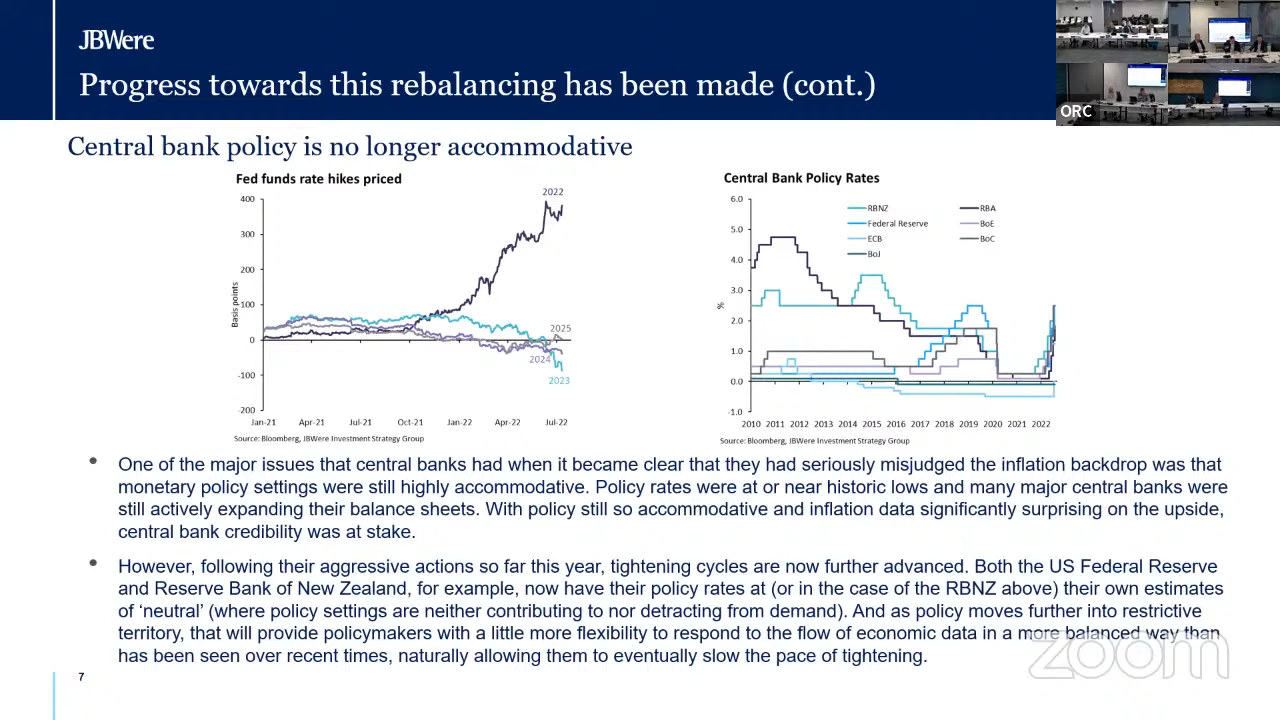 JBWere
Progress towards this rebalancing has been made (cont.)
ORC
Central bank policy is no longer accommodative
Fed funds rate hikes priced
400
300
200
100
0
-100
-200
Basis points
2022
2025
2024
2023
Jan-21 Apr-21 Jul-21 Oct-21 Jan-22 Apr-22 Jul-22
Source: Bloomberg, JBWere Investment Strategy Group
Central Bank Policy Rates
6.0
5.0
4.0
3.0
2.0
1.0
0.0
-1.0
%
RBNZ RBA
Federal Reserve BoE
ECB BoC
BoJ
2010 2011 2012 2013 2014 2015 2016 2017 2018 2019 2020 2021 2022
Source: Bloomberg, JBWere Investment Strategy Group
• One of the major issues that central banks had when it became clear that they had seriously misjudged the inflation backdrop was that
monetary policy settings were still highly accommodative. Policy rates were at or near historic lows and many major central banks were
still actively expanding their balance sheets. With policy still so accommodative and inflation data significantly surprising on the upside,
central bank credibility was at stake.
• However, following their aggressive actions so far this year, tightening cycles are now further advanced. Both the US Federal Reserve
and Reserve Bank of New Zealand, for example, now have their policy rates at (or in the case of the RBNZ above) their own estimates
of ‘neutral’ (where policy settings are neither contributing to nor detracting from demand). And as policy moves further into restrictive
territory, that will provide policymakers with a little more flexibility to respond to the flow of economic data in a more balanced way than
has been seen over recent times, naturally allowing them to eventually slow the pace of tightening.
zoom
7